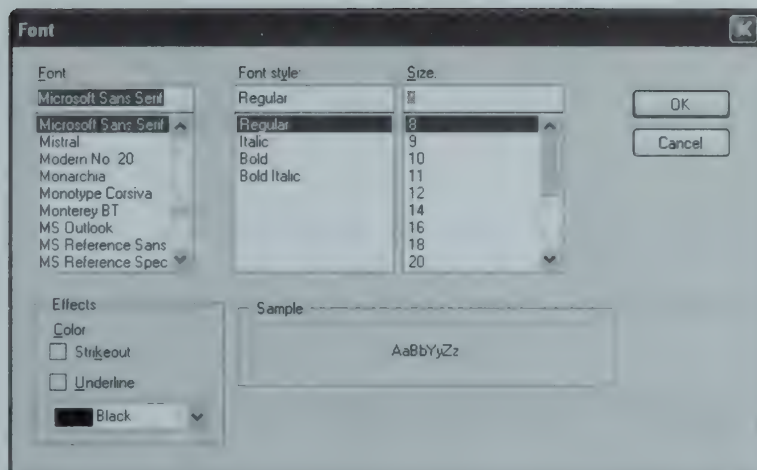 Font
Font
Font style:
Size.
Microsoft Sans Serif
Regular
OK
Cancel
Microsoft Sans Serif
Mistral
Modern No 20
Monarchia
Monotype Corsiva
Monterey BT
MS Outlook
MS Reference Sans
MS Reference Spec
Regular
Italic
Bold
Bold Italic
8
9
10
11
12
14
16
18
20
Effects
Color
Strikeout
Underline
Black
Sample
AaBbYyZz